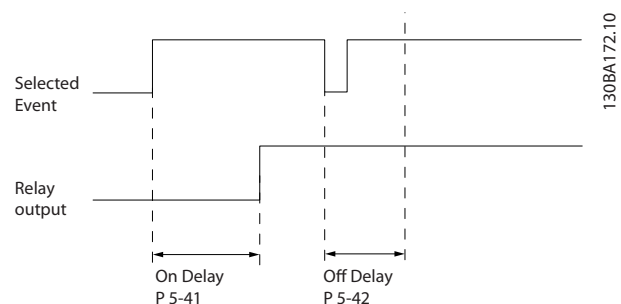 130BA172.10
Selected
Event
Relay
output
On Delay
P 5-41
Off Delay
P 5-42